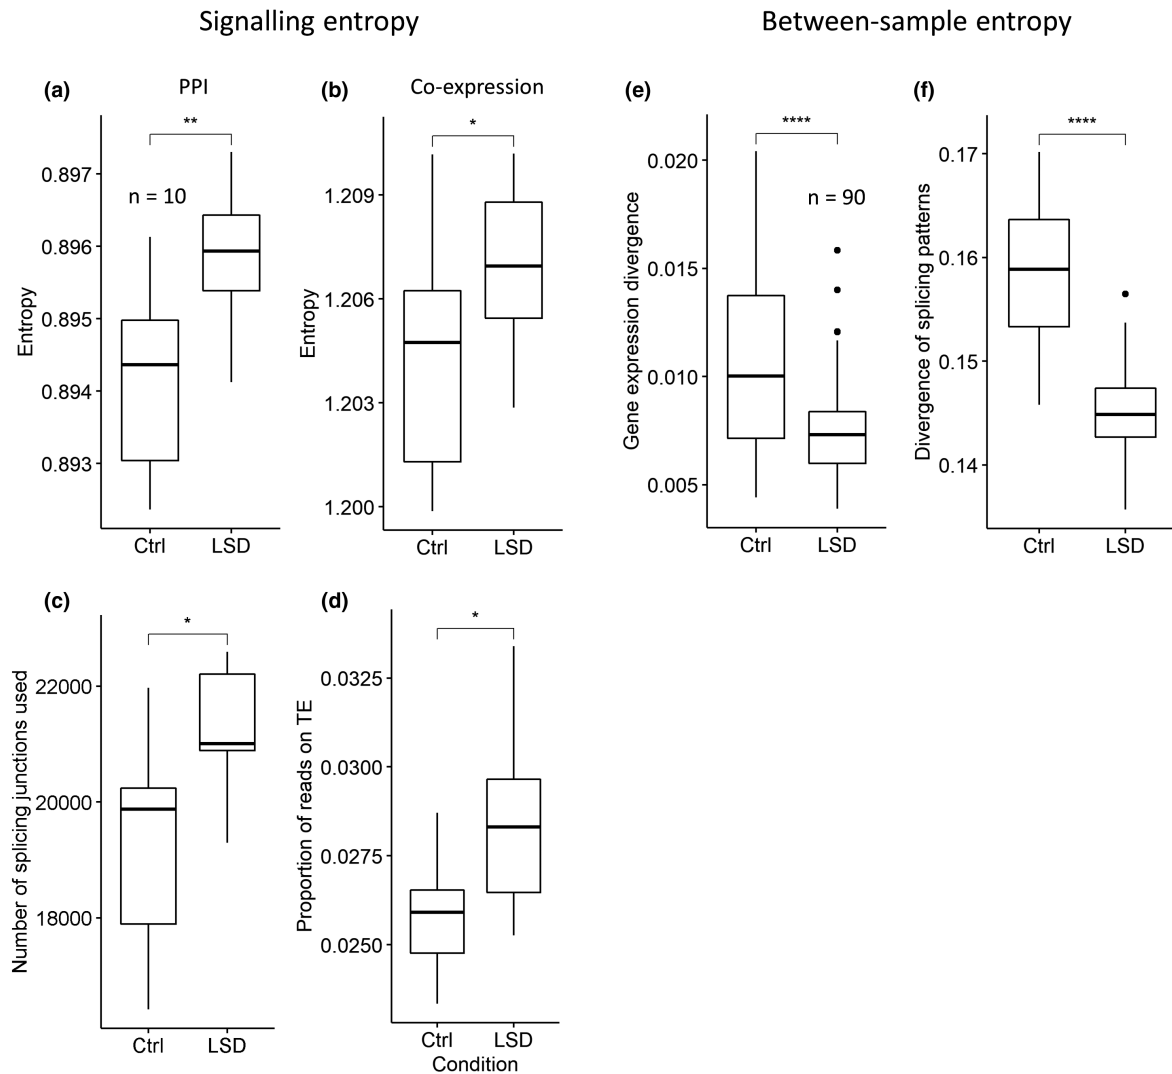 Signalling entropy
Between-sample entropy
(a)
PPI
**
n = 10
Entropy
0.897
0.896
0.895
0.894
0.893
Ctrl
LSD
(b)
Co-expression
*
Entropy
1.209
1.206
1.203
1.200
Ctrl
LSD
(e)
****
n = 90
Gene expression divergence
0.020
0.015
0.010
0.005
Ctrl
LSD
(f)
****
Divergence of splicing patterns
0.17
0.16
0.15
0.14
Ctrl
LSD
(c)
*
Number of splicing junctions used
22000
20000
18000
Ctrl
LSD
(d)
*
Proportion of reads on TE
0.0325
0.0300
0.0275
0.0250
Ctrl
LSD
Condition